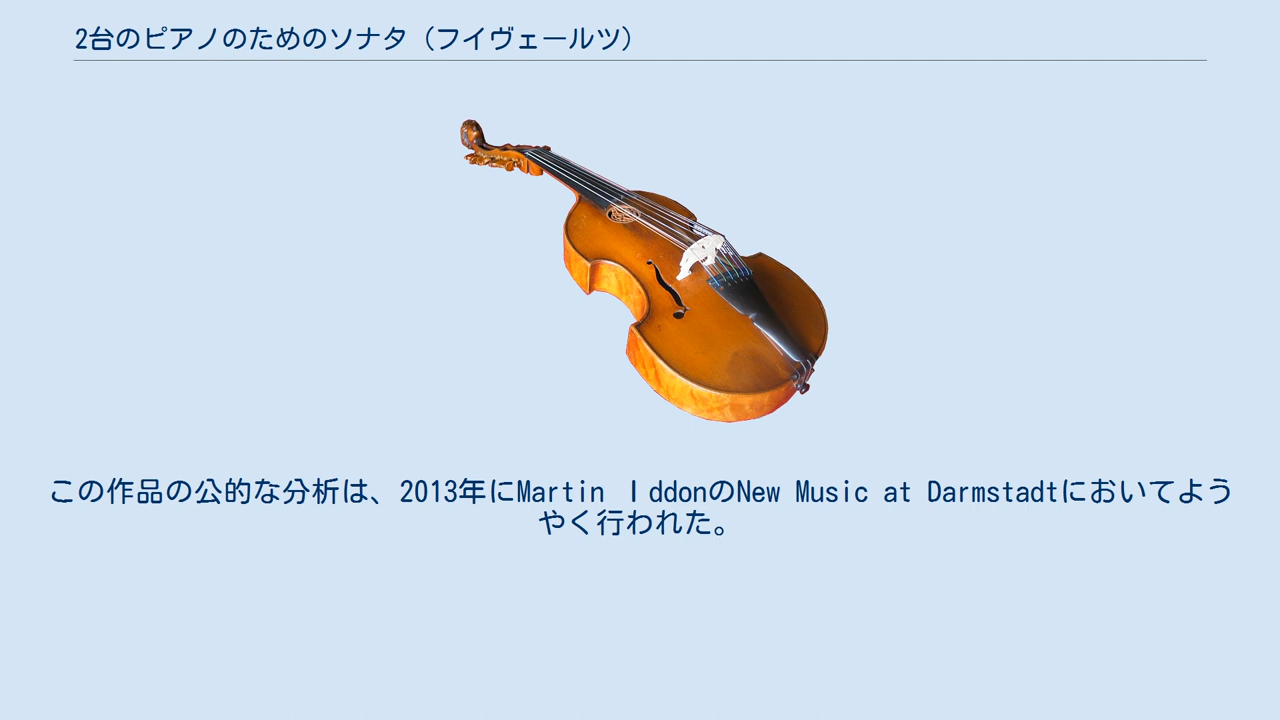 2台のピアノのためのソナタ（フイヴェールツ）
この作品の公的な分析は、2013年にMartin IddonのNew Music at Darmstadtにおいてよう
やく行われた。